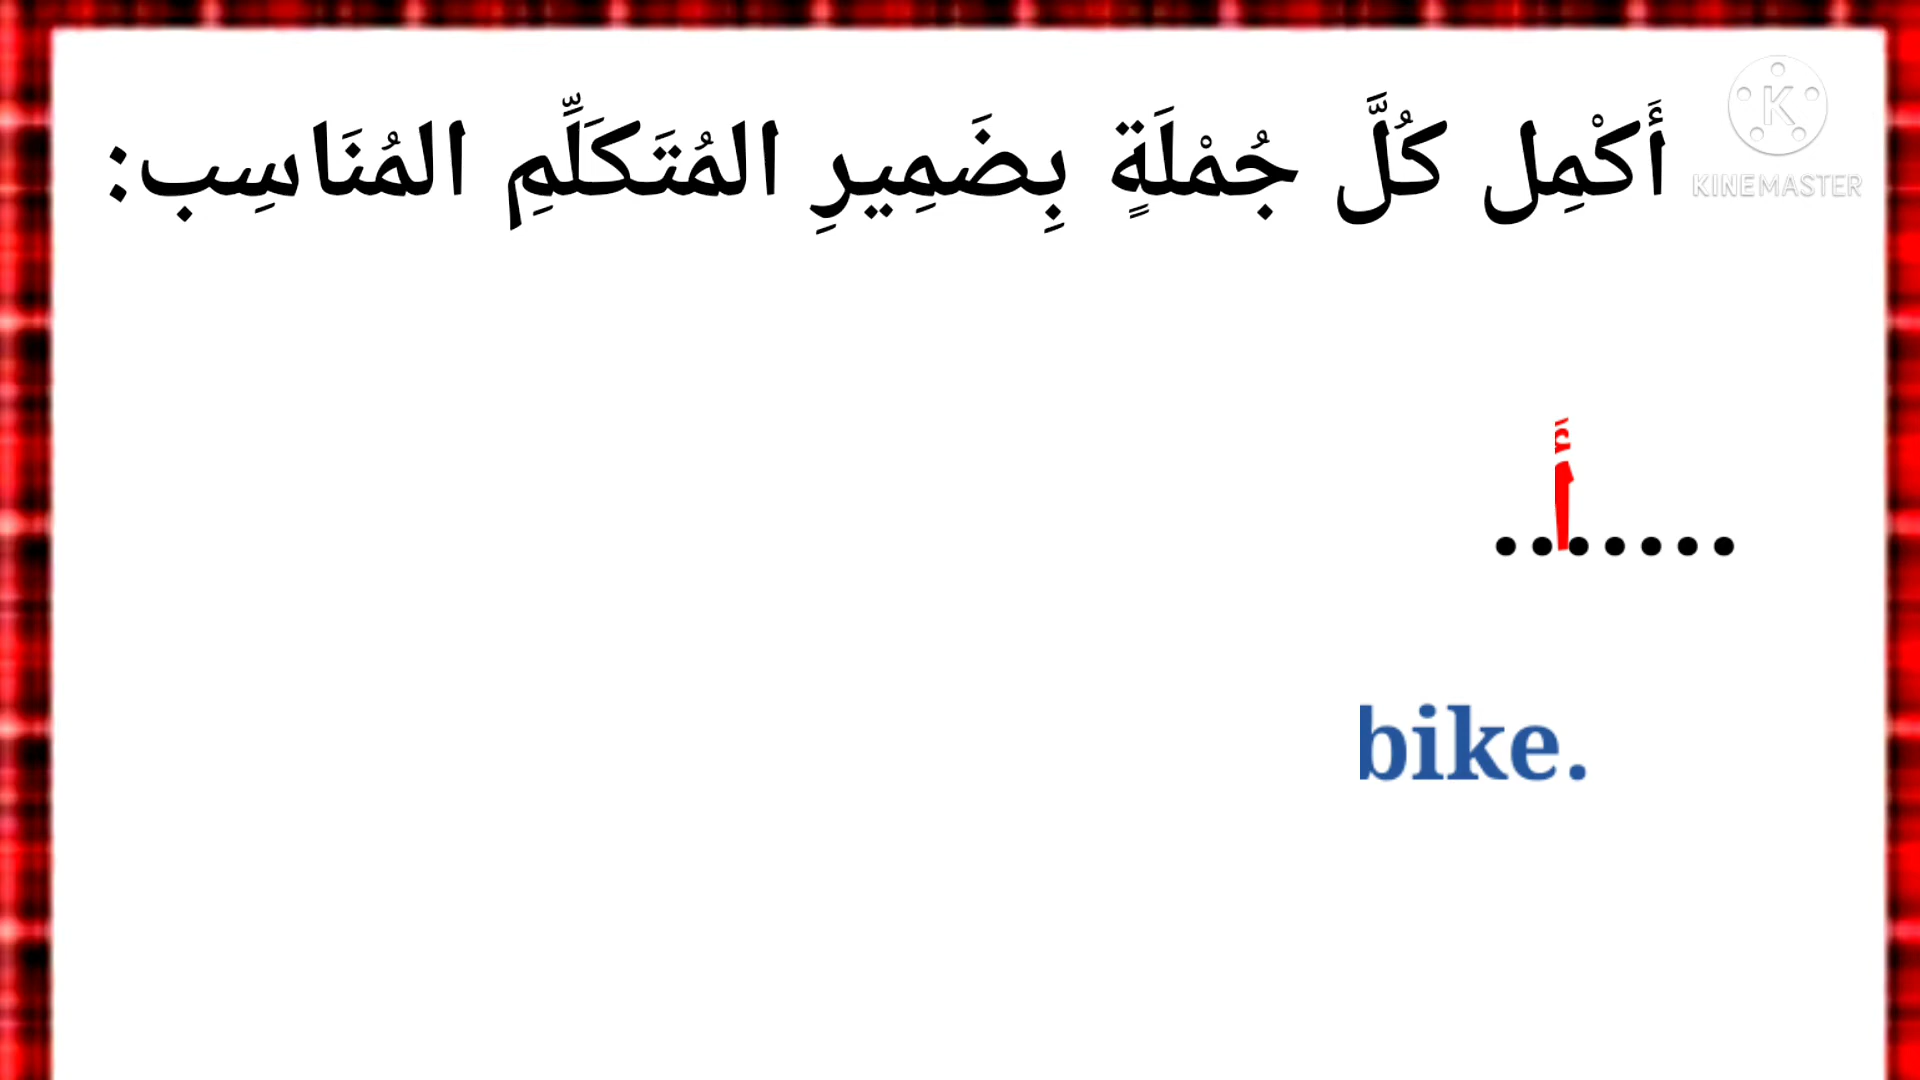 أَكْمِل كُلَّ جُمْلَةٍ بِضَمِيرِ المُتَكَلِّمِ المُنَاسِب:
K
KINEMASTER
أَ
.......
bike.